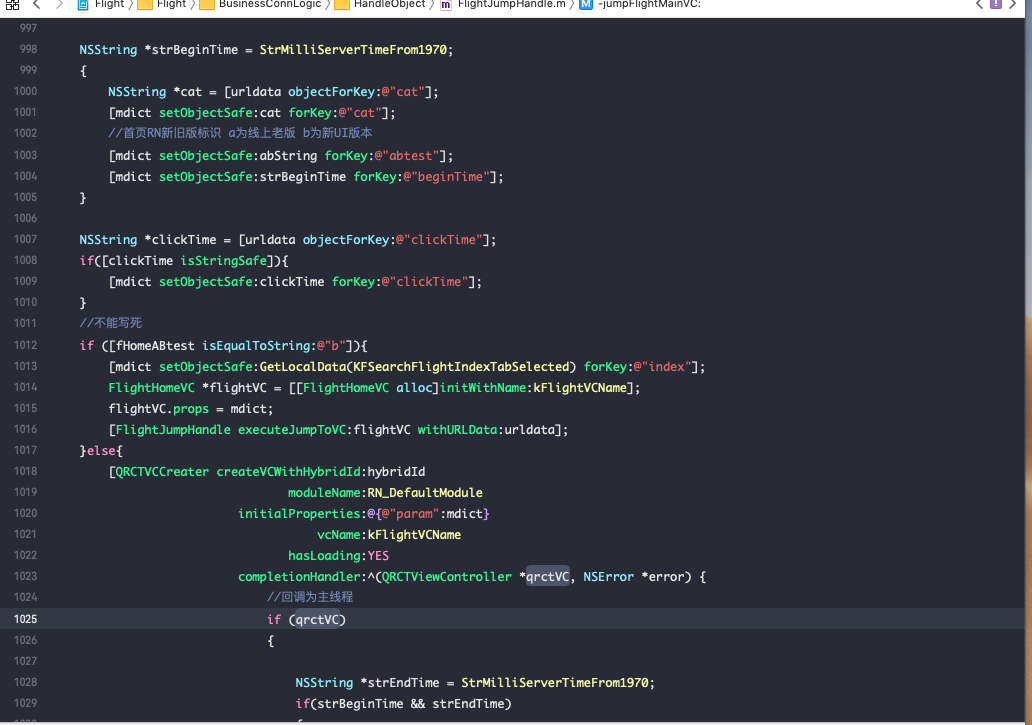 Flight 〉 Flight 〉 BusinessConnLogic 〉 HandleObject 〉 m FlightJumpHandle.m 〉 M -jumpFlightMainVC:
997
998 NSString *strBeginTime = StrMilliServerTimeFrom1970;
999 {
1000 NSString *cat = [urldata objectForKey:@"cat"];
1001 [mdict setObjectSafe:cat forKey:@"cat"];
1002 //首页RN新旧版标识 a为线上老版 b为新UI版本
1003 [mdict setObjectSafe:abString forKey:@"abtest"];
1004 [mdict setObjectSafe:strBeginTime forKey:@"beginTime"];
1005 }
1006
1007 NSString *clickTime = [urldata objectForKey:@"clickTime"];
1008 if([clickTime isStringSafe]){
1009 [mdict setObjectSafe:clickTime forKey:@"clickTime"];
1010 }
1011 //不能写死
1012 if ([fHomeABtest isEqualToString:@"b"]){
1013 [mdict setObjectSafe:GetLocalData(KFSearchFlightIndexTabSelected) forKey:@"index"];
1014 FlightHomeVC *flightVC = [[FlightHomeVC alloc]initWithName:kFlightVCName];
1015 flightVC.props = mdict;
1016 [FlightJumpHandle executeJumpToVC:flightVC withURLData:urldata];
1017 }else{
1018 [QRCTVCCreater createVCWithHybridId:hybridId
1019 moduleName:RN_DefaultModule
1020 initialProperties:@{@"param":mdict}
1021 vcName:kFlightVCName
1022 hasLoading:YES
1023 completionHandler:^(QRCTViewController *qrctVC, NSError *error) {
1024 //回调为主线程
1025 if (qrctVC)
1026 {
1027
1028 NSString *strEndTime = StrMilliServerTimeFrom1970;
1029 if(strBeginTime && strEndTime)